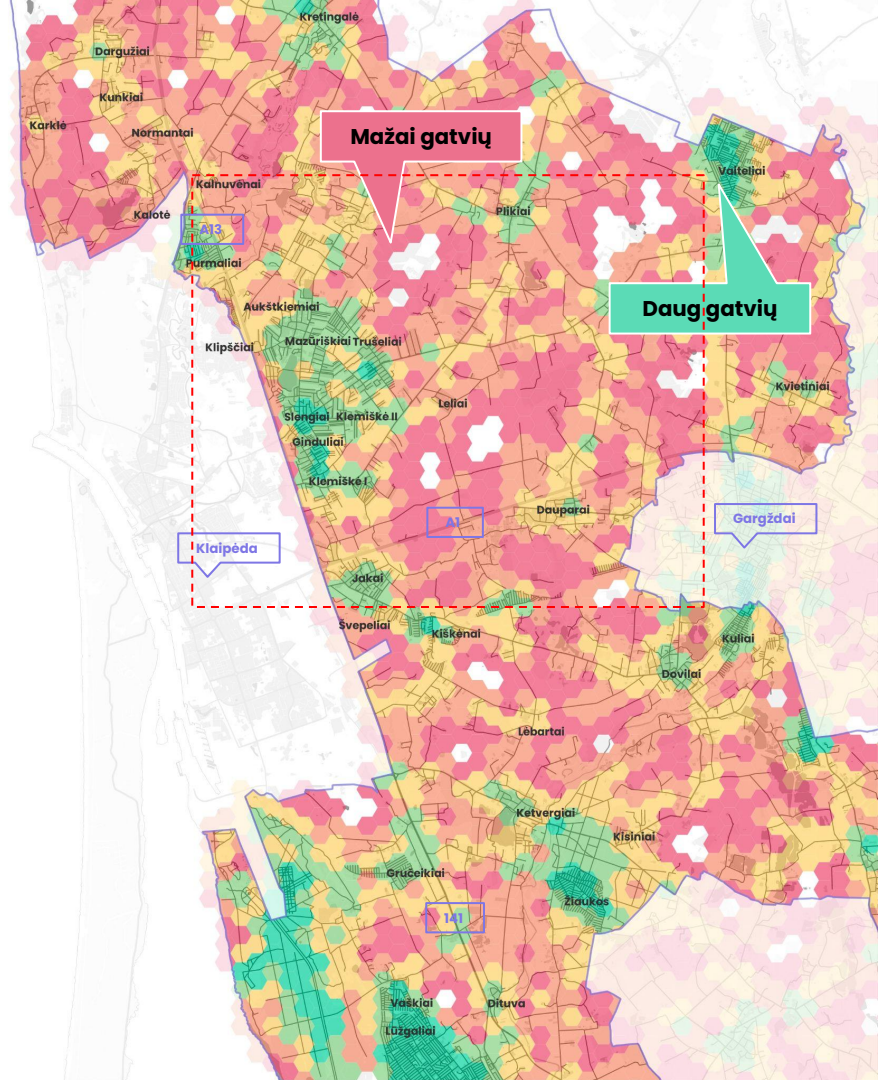 Kretingalė
Dargužiai
Kunkiai
Karklė
Normantai
Mažai gatvių
Vaiteliai
Kalnuvėnai
Kalotė
Plikiai
A13
Purmaliai
Aukštkiemiai
Daug gatvių
Mazūriškiai
Trušeliai
Klipščiai
Kvietiniai
Leliai
Slengiai
Klemiškė II
Ginduliai
Klemiškė I
Dauparai
A1
Gargždai
Klaipėda
Jakai
Švepeliai
Kiškėnai
Kuliai
Dovilai
Lėbartai
Ketvergiai
Kisiniai
Gručeikiai
Žiaukos
141
Vaškiai
Dituva
Lūžgaliai